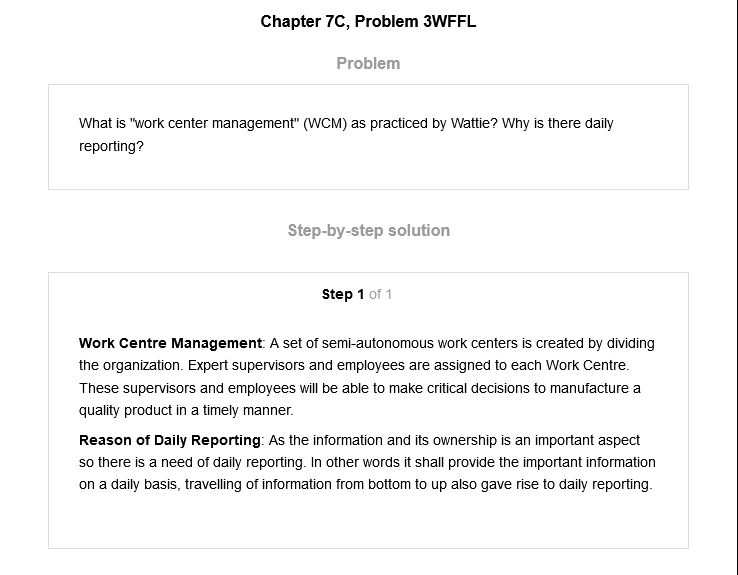 Chapter 7C, Problem 3WFFL
Problem
What is "work center management" (WCM) as practiced by Wattie? Why is there daily
reporting?
Step-by-step solution
Step 1 of 1
Work Centre Management: A set of semi-autonomous work centers is created by dividing
the organization. Expert supervisors and employees are assigned to each Work Centre.
These supervisors and employees will be able to make critical decisions to manufacture a
quality product in a timely manner.
Reason of Daily Reporting: As the information and its ownership is an important aspect
so there is a need of daily reporting. In other words it shall provide the important information
on a daily basis, travelling of information from bottom to up also gave rise to daily reporting.